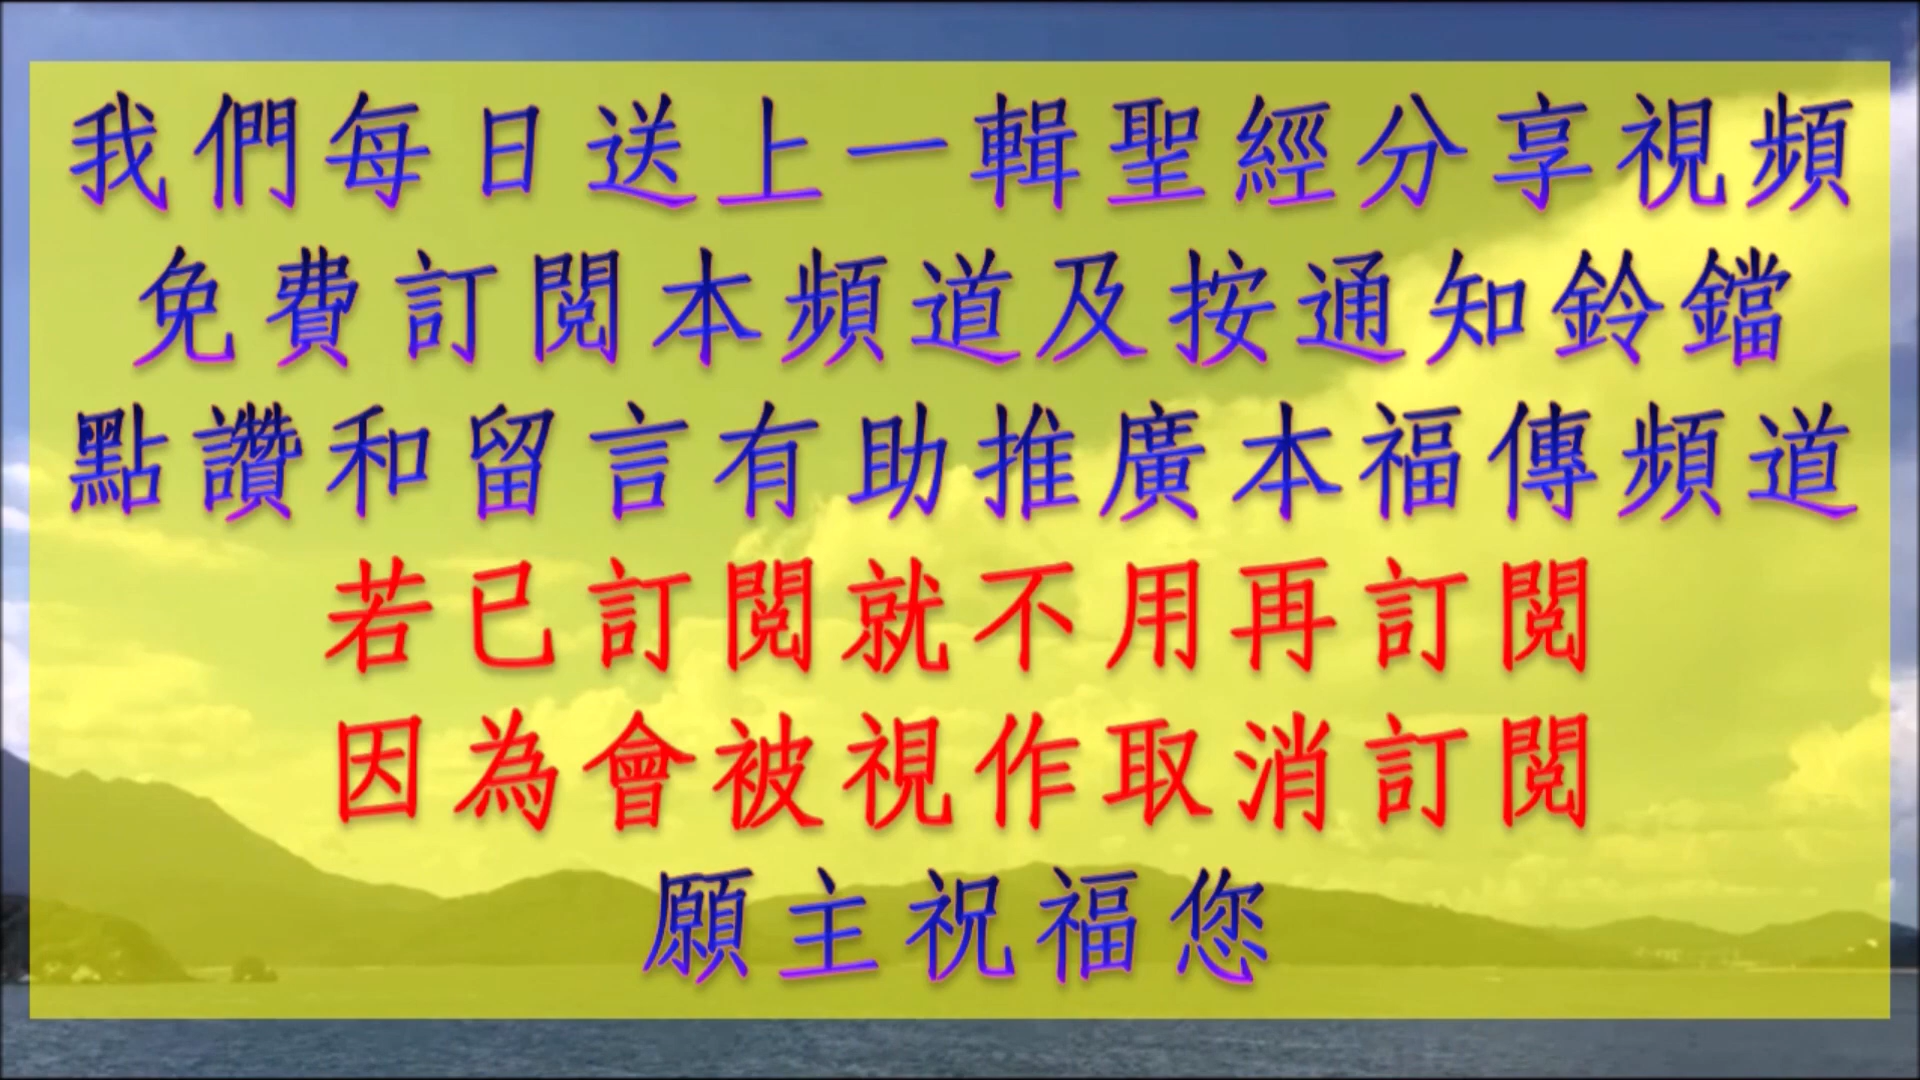 我們每日送上一輯聖經分享視頻
免費訂閱本頻道及按通知鈴鐺
點讚和留言有助推廣本福傳頻道
若已訂閱就不用再訂閱
因為會被視作取消訂閱
願主祝福您